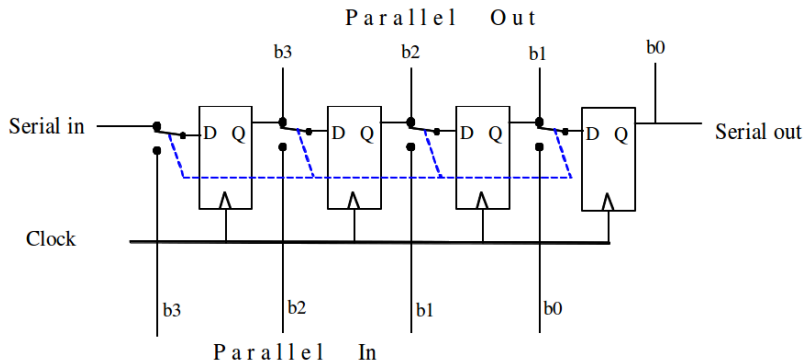 Parallel Out
b3 b2 b1 b0
Serial in D Q D Q D Q D Q Serial out
Clock
b3 b2 b1 b0
Parallel In